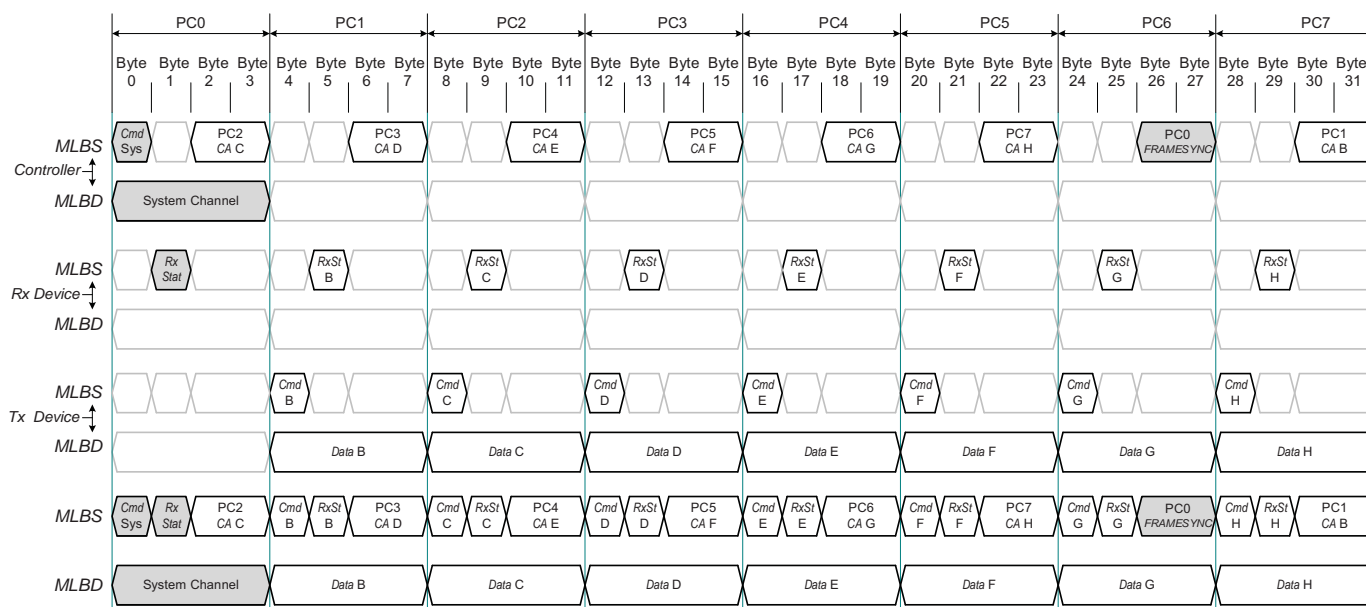 PC0 PC1 PC2 PC3 PC4 PC5 PC6 PC7
Byte Byte Byte Byte Byte Byte Byte Byte Byte Byte Byte Byte Byte Byte Byte Byte Byte Byte Byte Byte Byte Byte Byte Byte Byte Byte Byte Byte Byte Byte Byte Byte
0 1 2 3 4 5 6 7 8 9 10 11 12 13 14 15 16 17 18 19 20 21 22 23 24 25 26 27 28 29 30 31
Cmd PC2 PC3 PC4 PC5 PC6 PC7 PC0 PC1
MLBS Sys CA C CA D CA E CA F CA G CA H FRAMESYNC CA B
Controller
MLBD System Channel
Rx RxSt RxSt RxSt RxSt RxSt RxSt RxSt
MLBS Stat B C D E F G H
Rx Device
MLBD
Cmd Cmd Cmd Cmd Cmd Cmd Cmd
MLBS B C D E F G H
Tx Device
MLBD Data B Data C Data D Data E Data F Data G Data H
Cmd Rx PC2 Cmd RxSt PC3 Cmd RxSt PC4 Cmd RxSt PC5 Cmd RxSt PC6 Cmd RxSt PC7 Cmd RxSt PC0 Cmd RxSt PC1
MLBS Sys Stat CA C B B CA D C C CA E D D CA F E E CA G F F CA H G G FRAMESYNC H H CA B
MLBD System Channel Data B Data C Data D Data E Data F Data G Data H